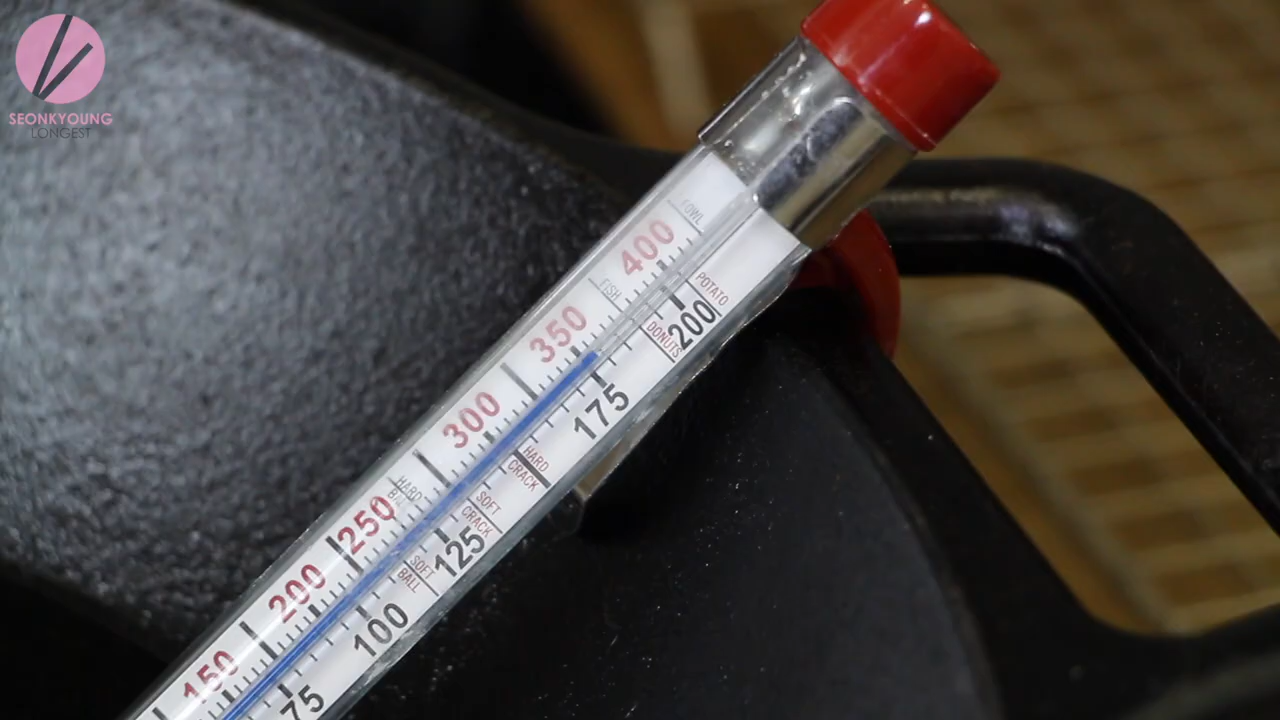 SEONKYOUNG
LONGEST
FOWL
400
FISH
350
300
HARD
BALL
250
200
150
POTATO
200
DONUTS
175
HARD
CRACK
SOFT
CRACK
125
SOFT
BALL
100
75